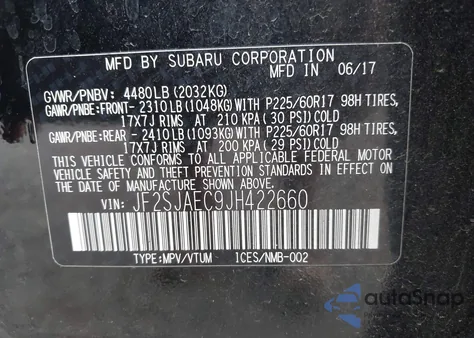 MFD BY SUBARU CORPORATION
IN 06/17
GVWR/PNBV: 4480LB (2032KG)
GAWR/PNBE:FRONT- 2310LB (1048KG) WITH P225/60R17 98H TIRES,
17X7J RIMS AT 210 KPA (30 PSI) COLD
GAWR/PNBE:REAR - 2410LB (1093KG) WITH P225/60R17 98H TIRES,
17X7J RIMS AT 200 KPA (29 PSI) COLD
THIS VEHICLE CONFORMS TO ALL APPLICABLE FEDERAL MOTOR
VEHICLE SAFETY, BUMPER AND THEFT PREVENTION STANDARDS
IN EFFECT ON THE DATE OF MANUFACTURE SHOWN ABOVE.
VIN: JF2SJAEC9JH422660
TYPE:MPV/VTUM ICES/NMB-002
autoSnap